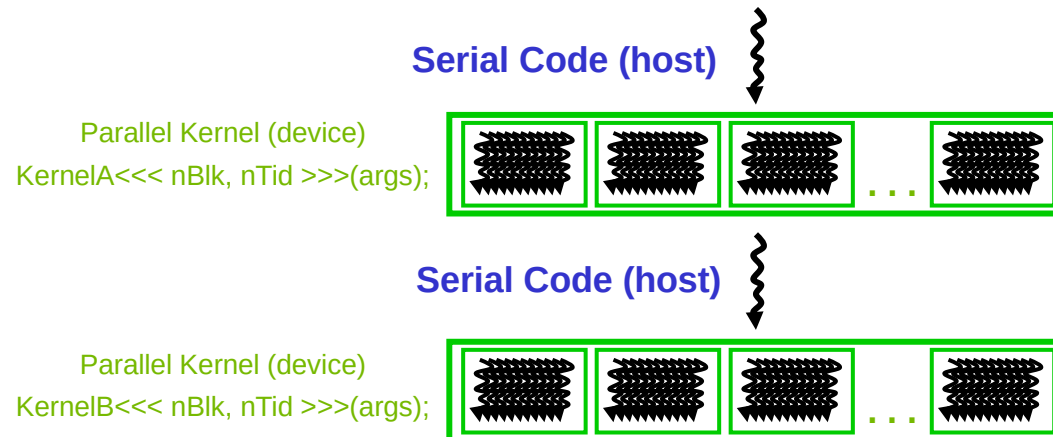 Serial Code (host)
Parallel Kernel (device)
KernelA<<< nBlk, nTid >>>(args);
. . .
Serial Code (host)
Parallel Kernel (device)
KernelB<<< nBlk, nTid >>>(args);
. . .